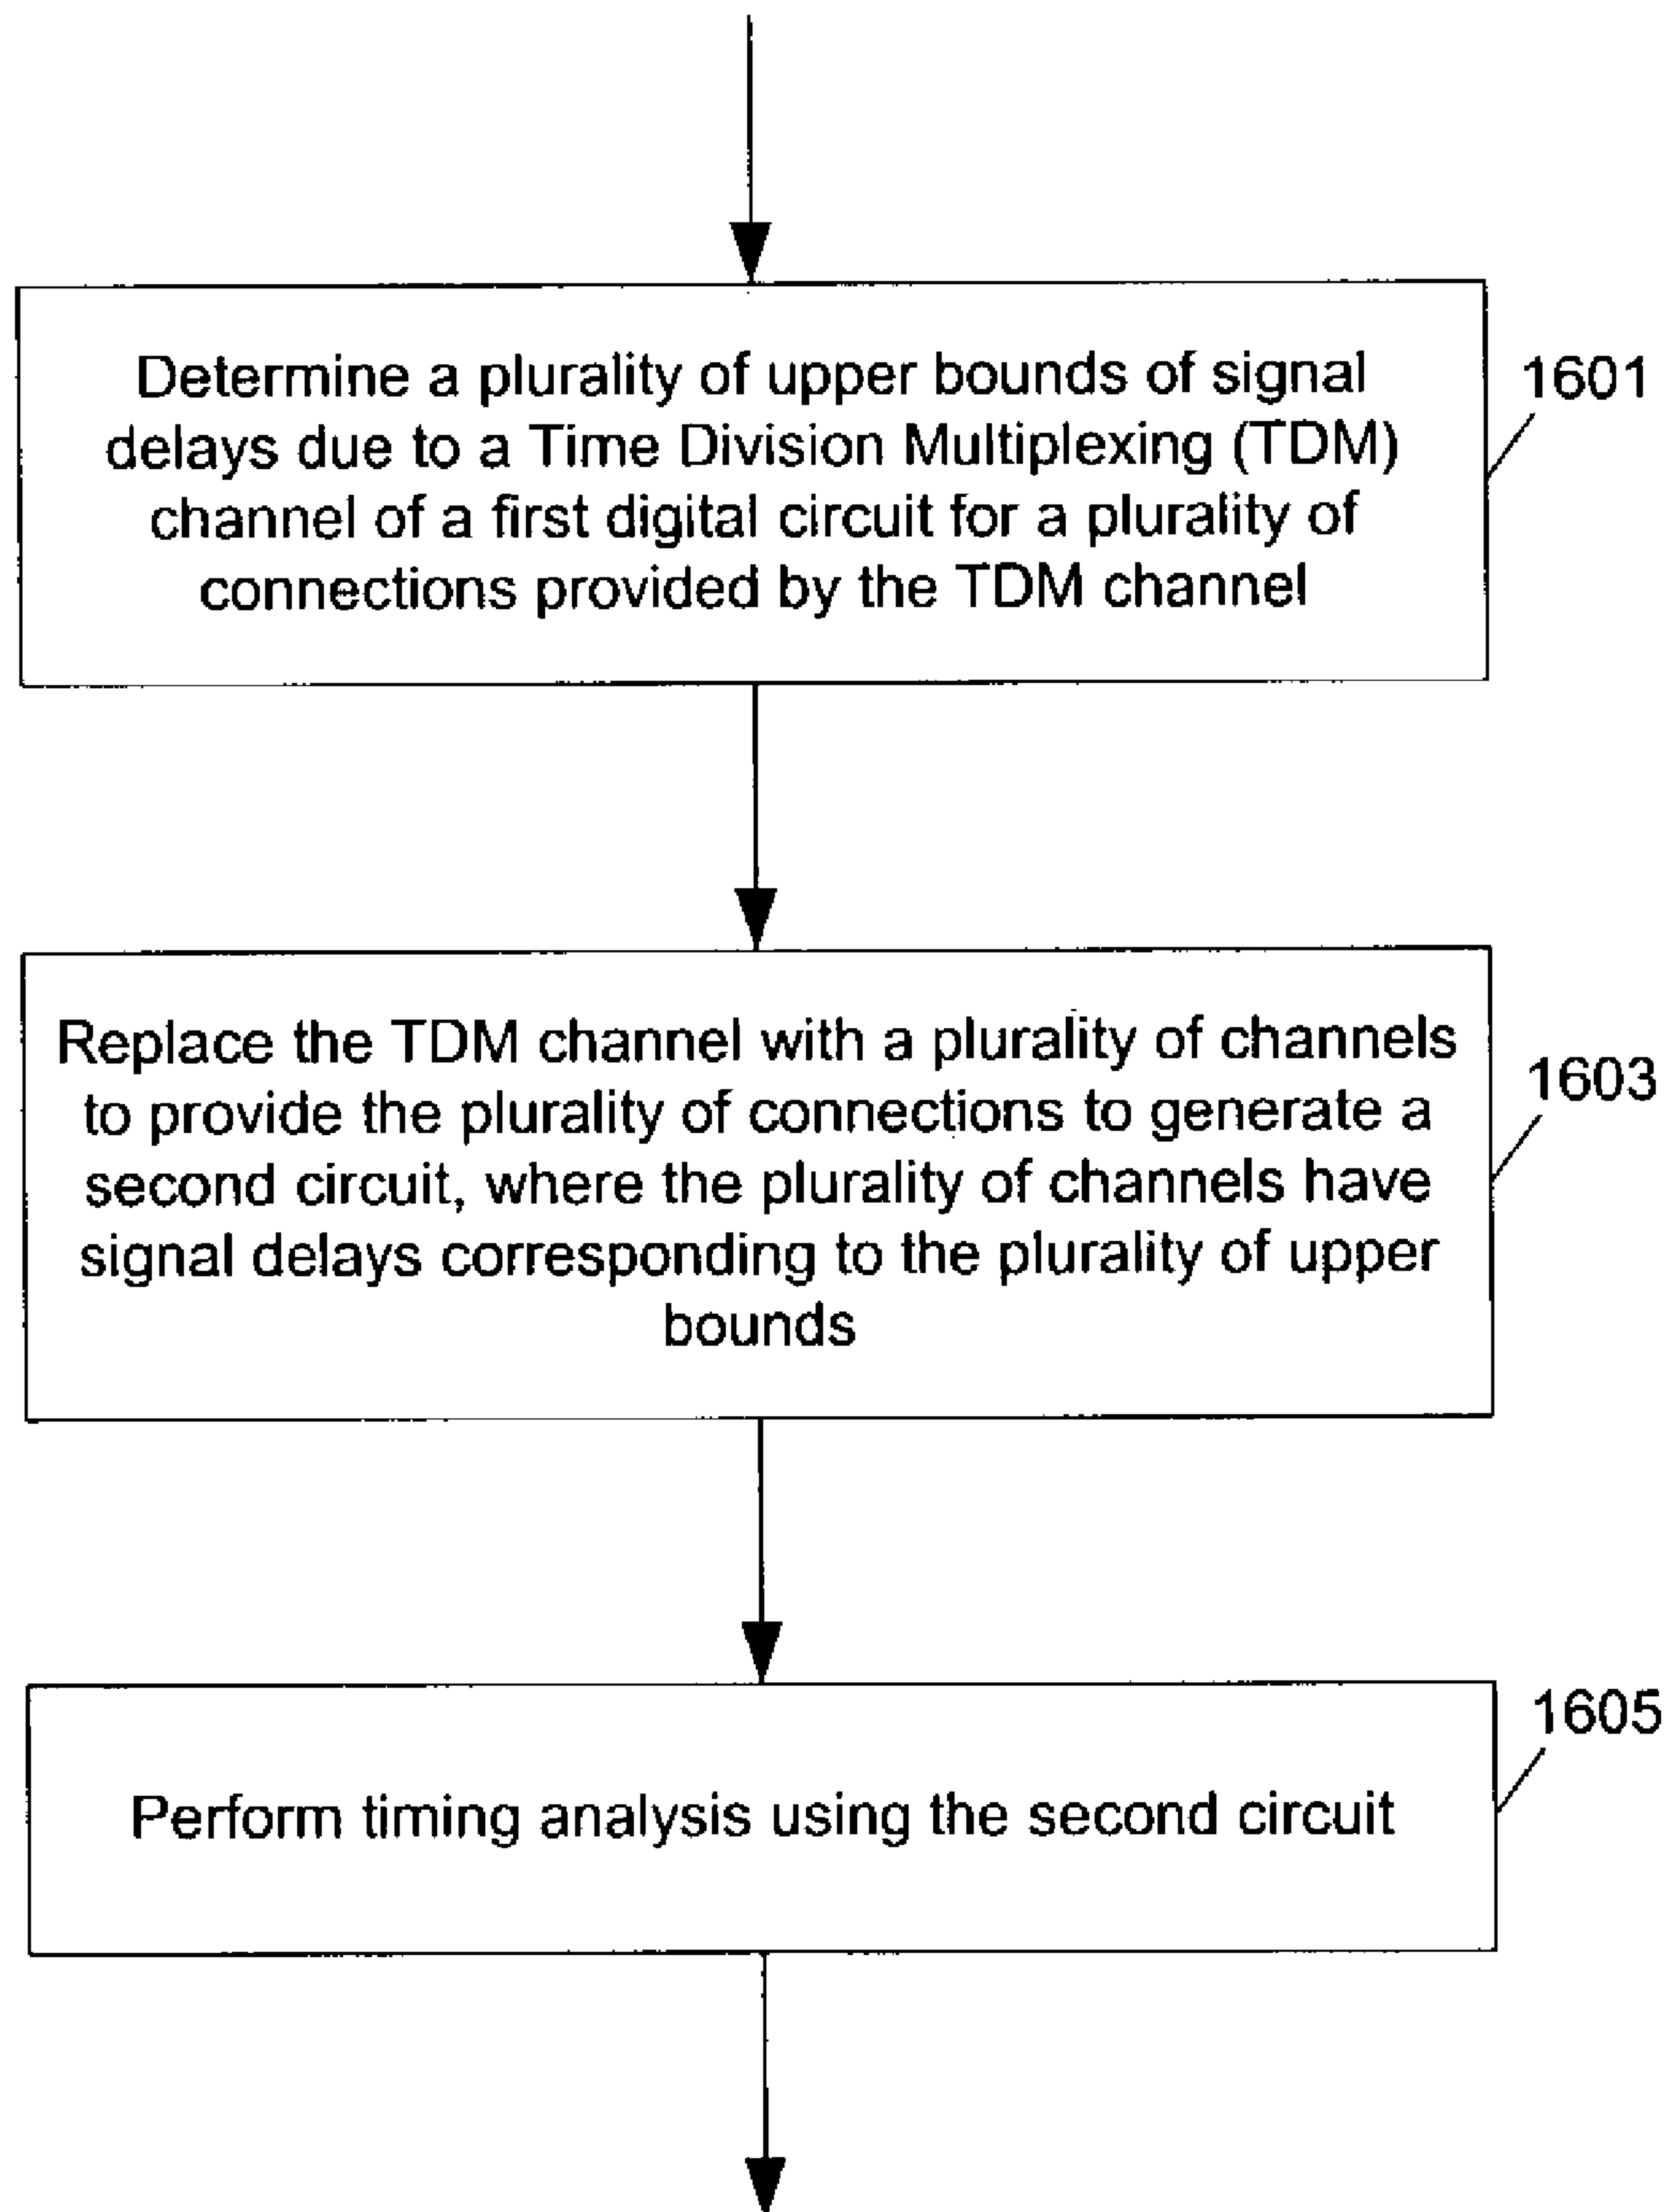 Determine a plurality of upper bounds of signal
delays due to a Time Division Multiplexing (TDM)
channel of a first digital circuit for a plurality of
connections provided by the TDM channel
1601
Replace the TDM channel with a plurality of channels
to provide the plurality of connections to generate a
second circuit, where the plurality of channels have
signal delays corresponding to the plurality of upper
bounds
1603
Perform timing analysis using the second circuit
1605